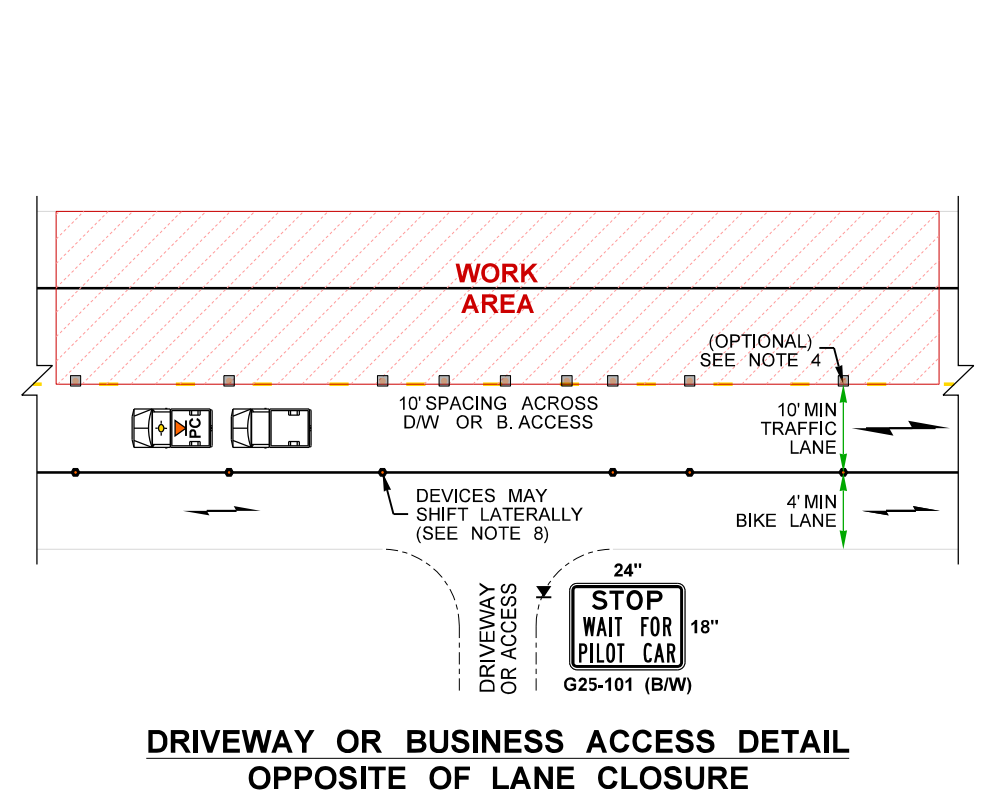 WORK
AREA
(OPTIONAL)
SEE NOTE 4
10' SPACING ACROSS
D/W OR B. ACCESS
10' MIN
TRAFFIC
LANE
PC
DEVICES MAY
SHIFT LATERALLY
(SEE NOTE 8)
4' MIN
BIKE LANE
DRIVEWAY
OR ACCESS
24"
STOP
WAIT FOR
PILOT CAR
18"
G25-101 (B/W)
DRIVEWAY OR BUSINESS ACCESS DETAIL
OPPOSITE OF LANE CLOSURE